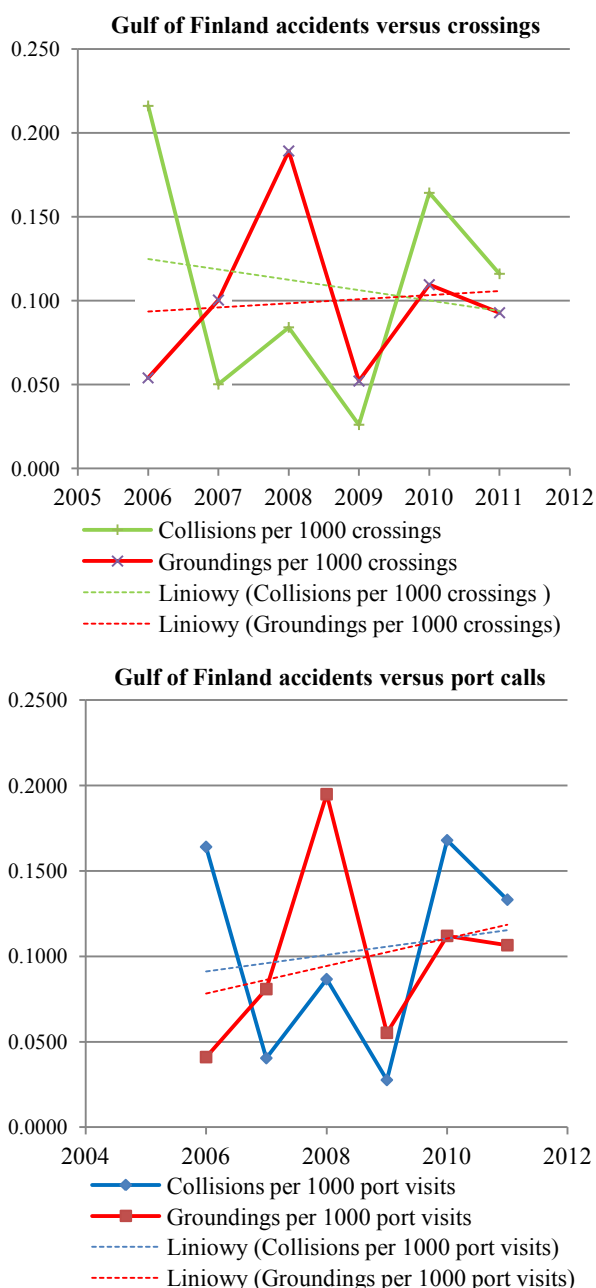 Gulf of Finland accidents versus crossings
0.250
0.200
0.150
0.100
0.050
0.000
2005 2006 2007 2008 2009 2010 2011 2012
Collisions per 1000 crossings
Groundings per 1000 crossings
Liniowy (Collisions per 1000 crossings )
Liniowy (Groundings per 1000 crossings)
Gulf of Finland accidents versus port calls
0.2500
0.2000
0.1500
0.1000
0.0500
0.0000
2004 2006 2008 2010 2012
Collisions per 1000 port visits
Groundings per 1000 port visits
Liniowy (Collisions per 1000 port visits)
Liniowy (Groundings per 1000 port visits)